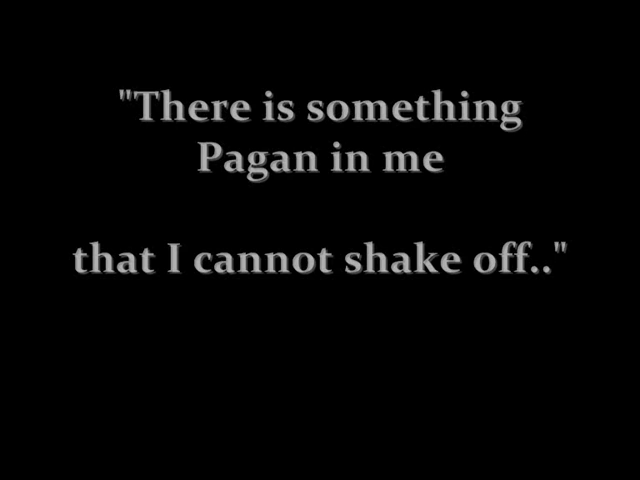 "There is something
Pagan in me
that I cannot shake off.."